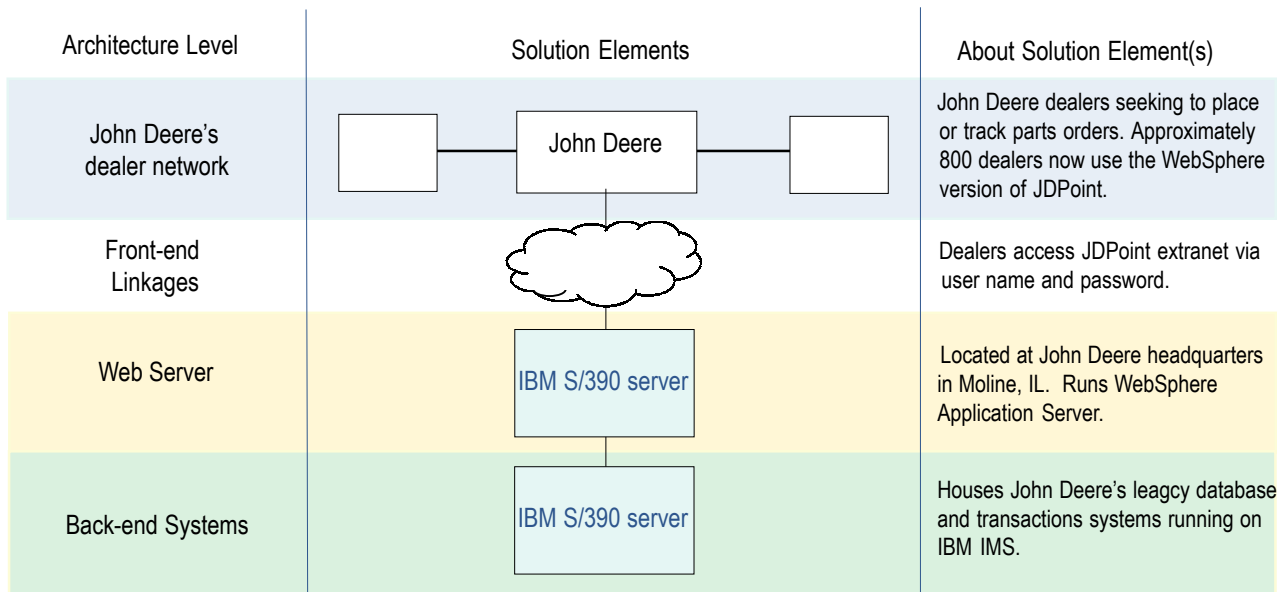 Architecture Level
Solution Elements
About Solution Element(s)
John Deere's
dealer network
John Deere
John Deere dealers seeking to place
or track parts orders. Approximately
800 dealers now use the WebSphere
version of JDPoint.
Front-end
Linkages
Dealers access JDPoint extranet via
user name and password.
Web Server
IBM S/390 server
Located at John Deere headquarters
in Moline, IL. Runs WebSphere
Application Server.
Back-end Systems
IBM S/390 server
Houses John Deere's leagcy database
and transactions systems running on
IBM IMS.